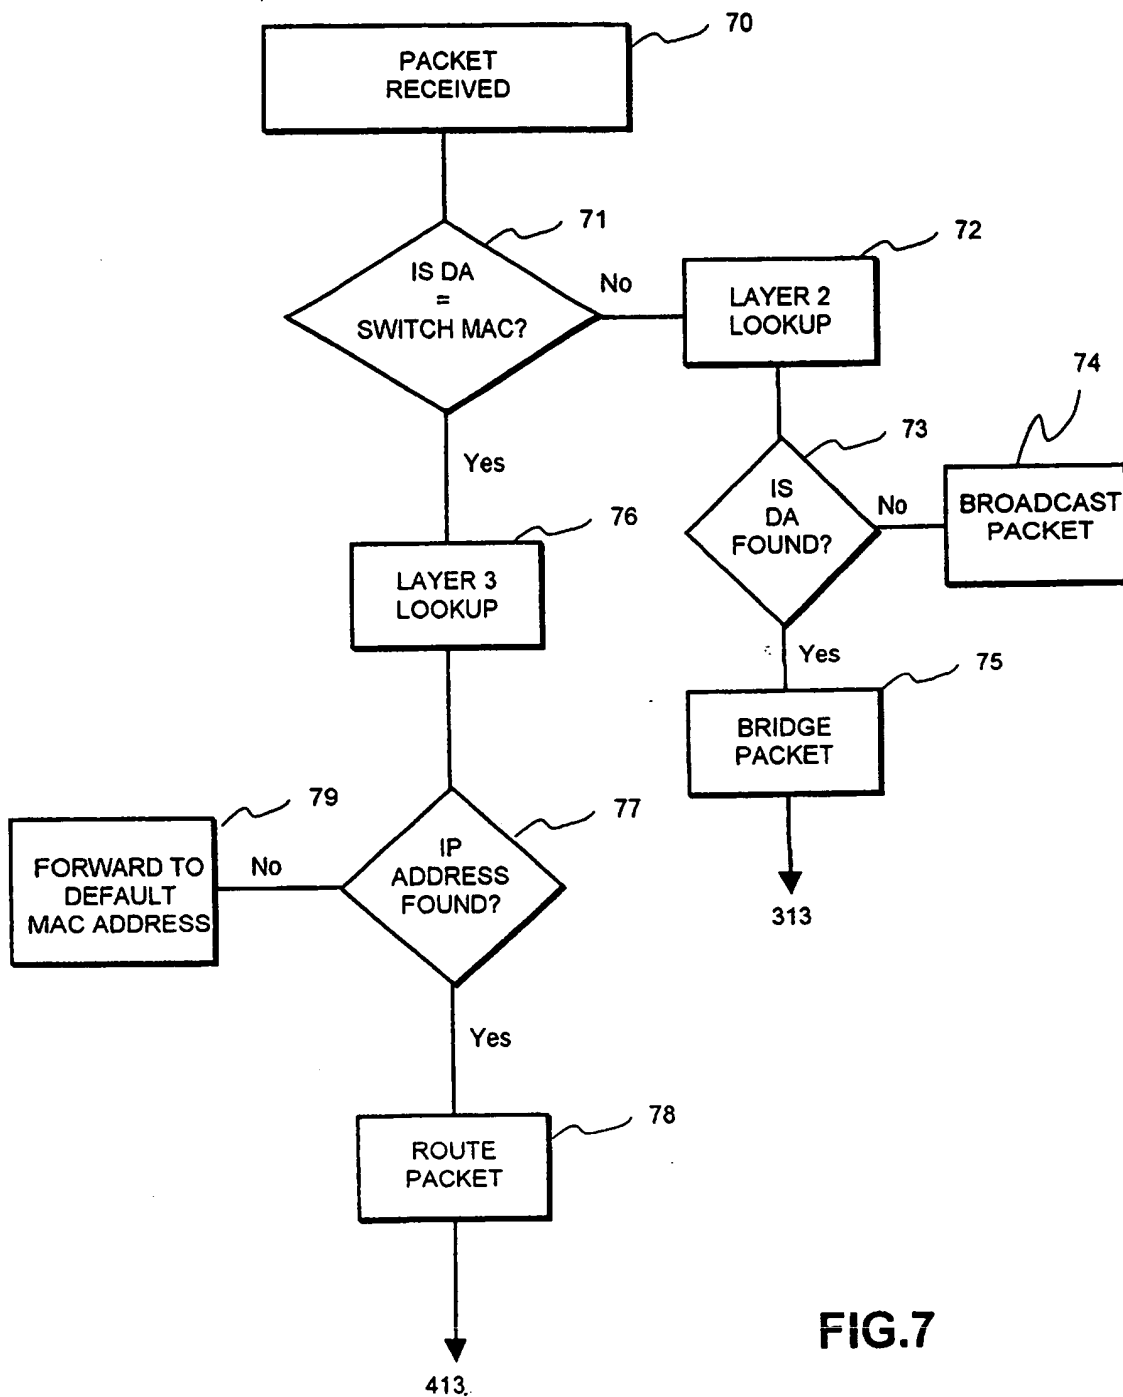 70
PACKET
RECEIVED
71
IS DA
=
SWITCH MAC?
No
72
LAYER 2
LOOKUP
74
73
IS
DA
FOUND?
No
BROADCAST
PACKET
Yes
76
LAYER 3
LOOKUP
Yes
75
BRIDGE
PACKET
313
79
FORWARD TO
DEFAULT
MAC ADDRESS
No
77
IP
ADDRESS
FOUND?
Yes
78
ROUTE
PACKET
413
FIG.7